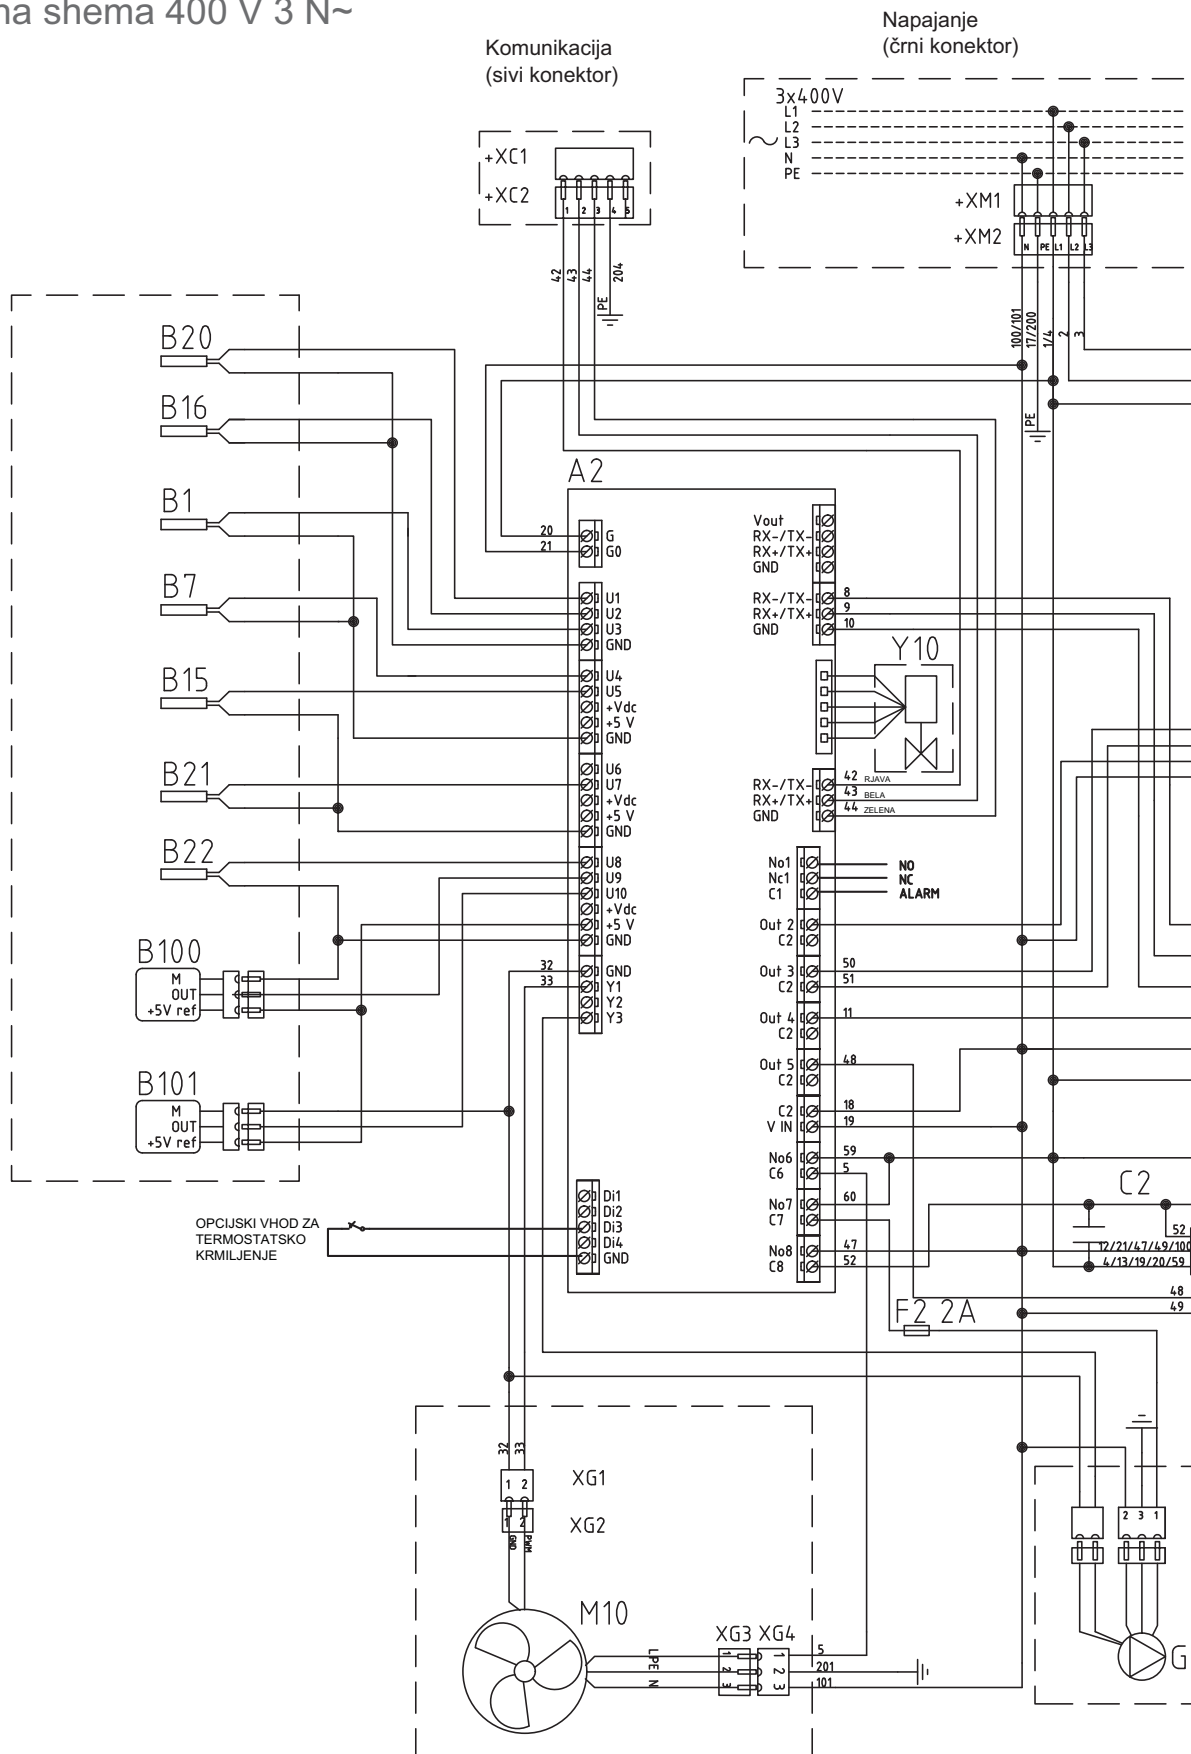 na shema 400 V 3 N~
Komunikacija
(sivi konektor)
Napajanje
(črni konektor)
3x400V
L1
L2
L3
N
PE
+XC1
+XC2
1 2 3 4 5
+XM1
+XM2
N PE L1 L2 L3
42 43 44 PE 204
100/101 17/200 1/4 2 3
PE
B20
B16
B1
B7
B15
B21
B22
B100
M
OUT
+5V ref
B101
M
OUT
+5V ref
OPCIJSKI VHOD ZA
TERMOSTATSKO
KRMILJENJE
A2
20 G
21 G0
U1
U2
U3
GND
U4
U5
+Vdc
+5 V
GND
U6
U7
+Vdc
+5 V
GND
U8
U9
U10
+Vdc
+5 V
GND
32 GND
33 Y1
Y2
Y3
Di1
Di2
Di3
Di4
GND
Vout
RX-/TX-
RX+/TX+
GND
RX-/TX- 8
RX+/TX+ 9
GND 10
Y10
RX-/TX- 42 RJAVA
RX+/TX+ 43 BELA
GND 44 ZELENA
No1 NO
Nc1 NC
C1 ALARM
Out 2
C2
Out 3 50
C2 51
Out 4 11
C2
Out 5 48
C2
C2 18
V IN 19
No6 59
C6 5
No7 60
C7
No8 47
C8 52
C2
52
12/21/47/49/100
4/13/19/20/59
48
49
F2 2A
32 33
1 2
XG1
1 2
XG2
GND PWM
M10
L PE N
XG3 XG4
1 1 5
2 2 201
3 3 101
2 3 1
G